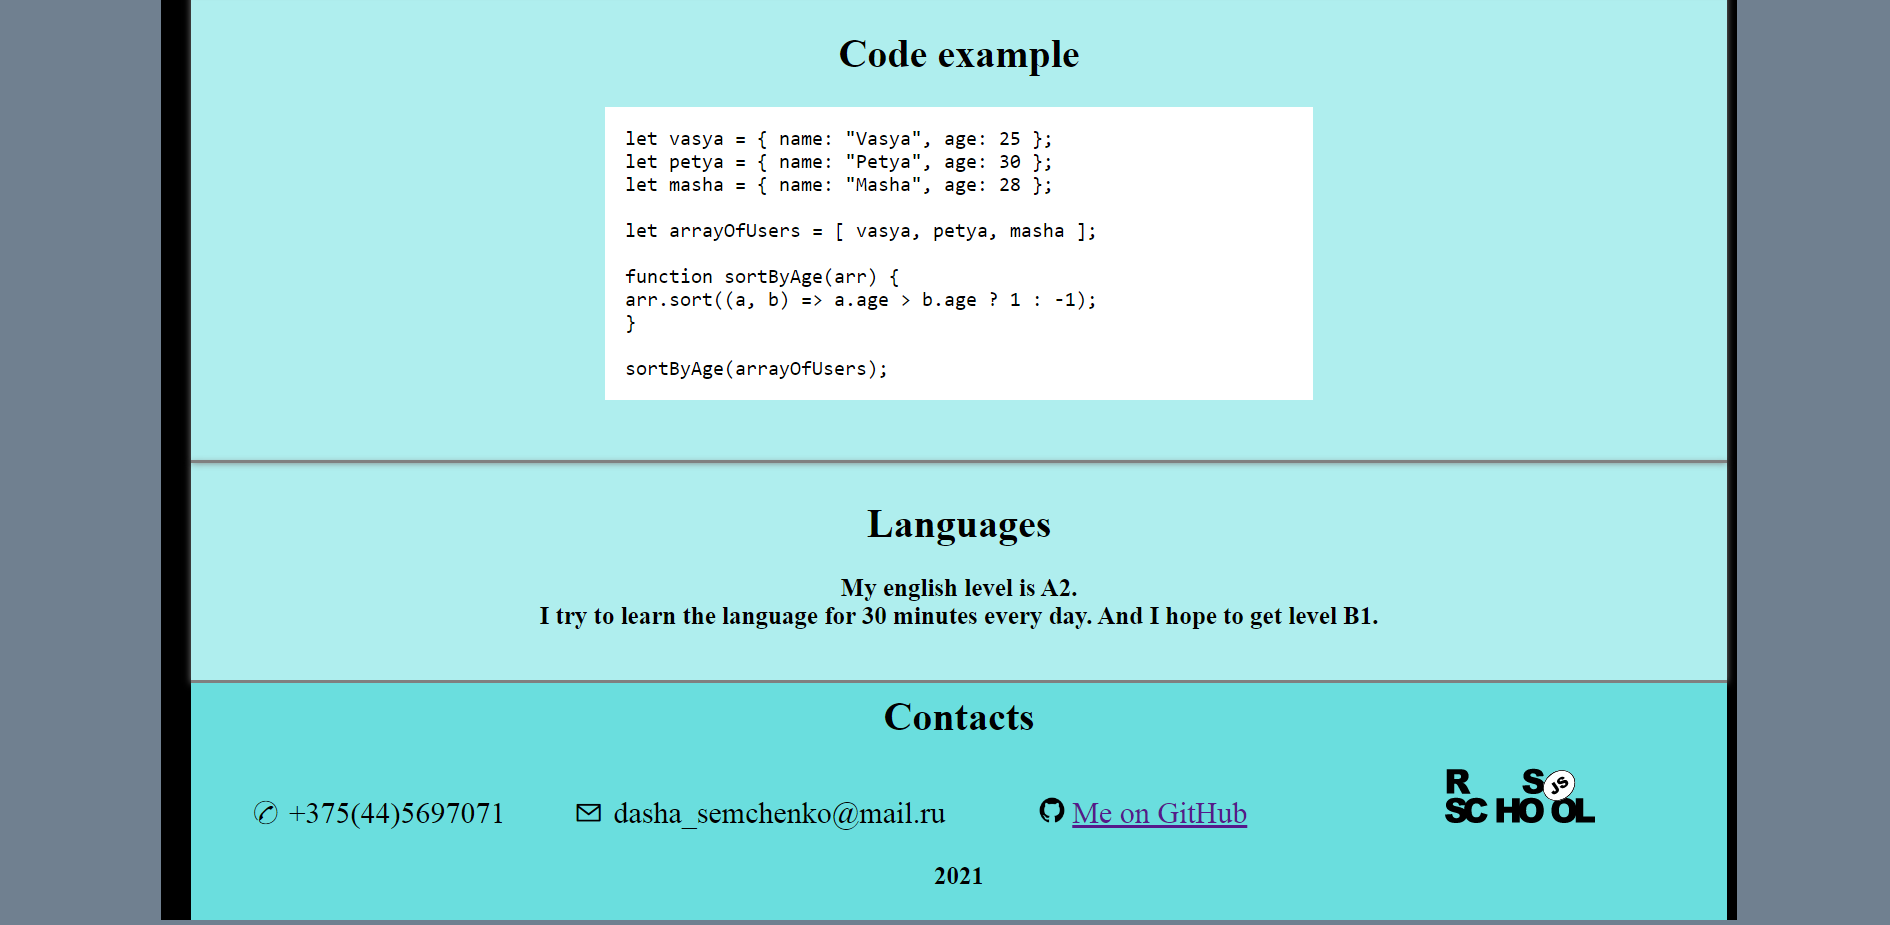 Code example
let vasya = { name: "Vasya", age: 25 };
let petya = { name: "Petya", age: 30 };
let masha = { name: "Masha", age: 28 };
let arrayOfUsers = [ vasya, petya, masha ];
function sortByAge(arr) {
arr.sort((a, b) => a.age > b.age ? 1 : -1);
}
sortByAge(arrayOfUsers);
Languages
My english level is A2.
I try to learn the language for 30 minutes every day. And I hope to get level B1.
Contacts
✆ +375(44)5697071
dasha_semchenko@mail.ru
Me on GitHub
R S JS
SCHOOL
2021